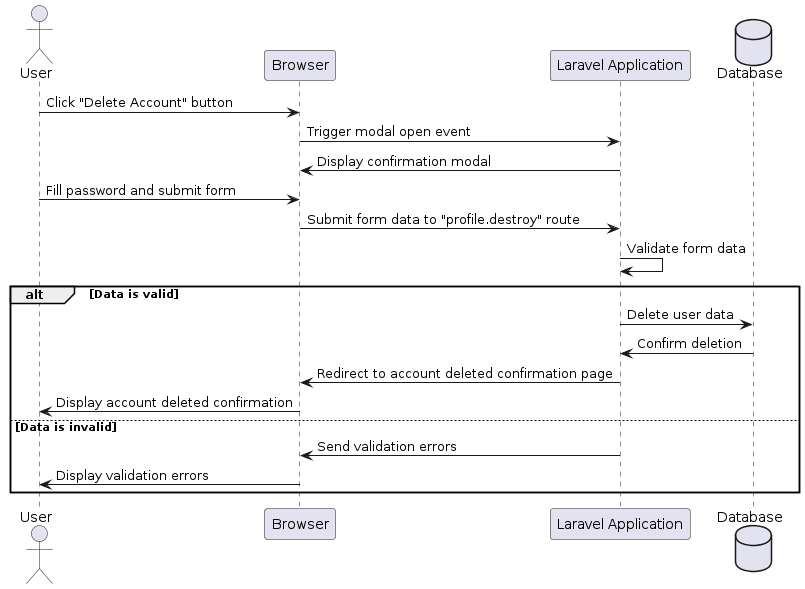 User
Browser
Laravel Application
Database
Click "Delete Account" button
Trigger modal open event
Display confirmation modal
Fill password and submit form
Submit form data to "profile.destroy" route
Validate form data
alt [Data is valid]
Delete user data
Confirm deletion
Redirect to account deleted confirmation page
Display account deleted confirmation
[Data is invalid]
Send validation errors
Display validation errors
User
Browser
Laravel Application
Database